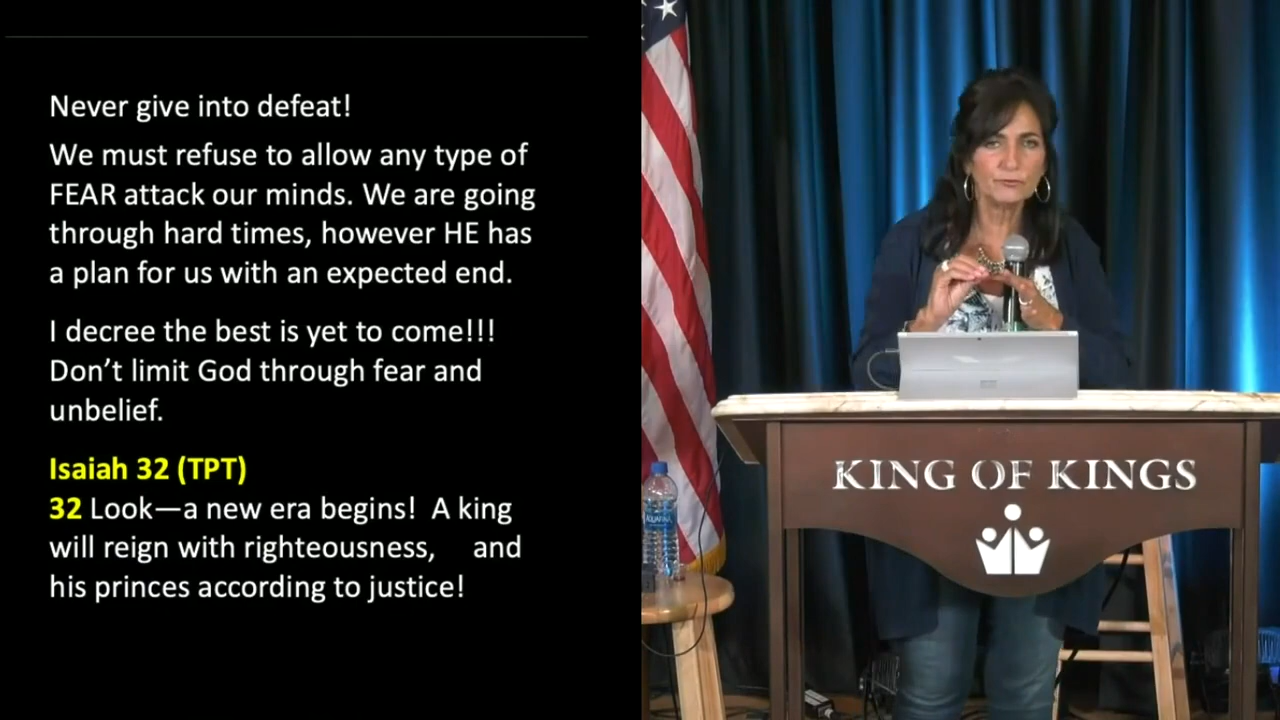 Never give into defeat!
We must refuse to allow any type of
FEAR attack our minds. We are going
through hard times, however HE has
a plan for us with an expected end.
I decree the best is yet to come!!!
Don’t limit God through fear and
unbelief.
Isaiah 32 (TPT)
32 Look—a new era begins!  A king
will reign with righteousness,     and
his princes according to justice!
KING OF KINGS
AQUAFINA